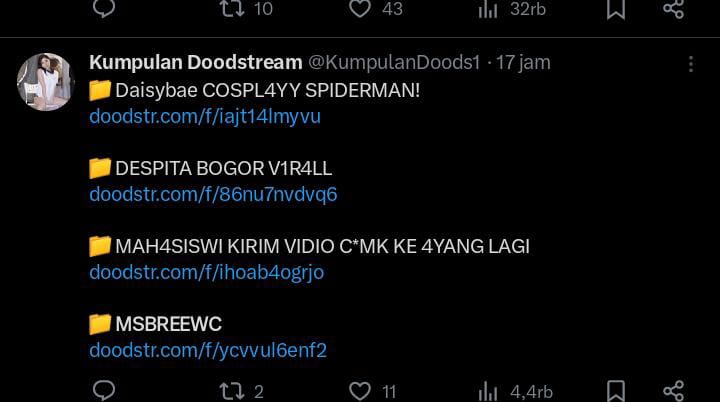 10 43 32rb
Kumpulan Doodstream @KumpulanDoods1 · 17 jam
📁 Daisybae COSPL4YY SPIDERMAN!
doodstr.com/f/iajt14lmyvu
📁 DESPITA BOGOR V1R4LL
doodstr.com/f/86nu7nvdvq6
📁 MAH4SISWI KIRIM VIDIO C*MK KE 4YANG LAGI
doodstr.com/f/ihoab4ogrjo
📁 MSBREEWC
doodstr.com/f/ycvvul6enf2
2 11 4,4rb